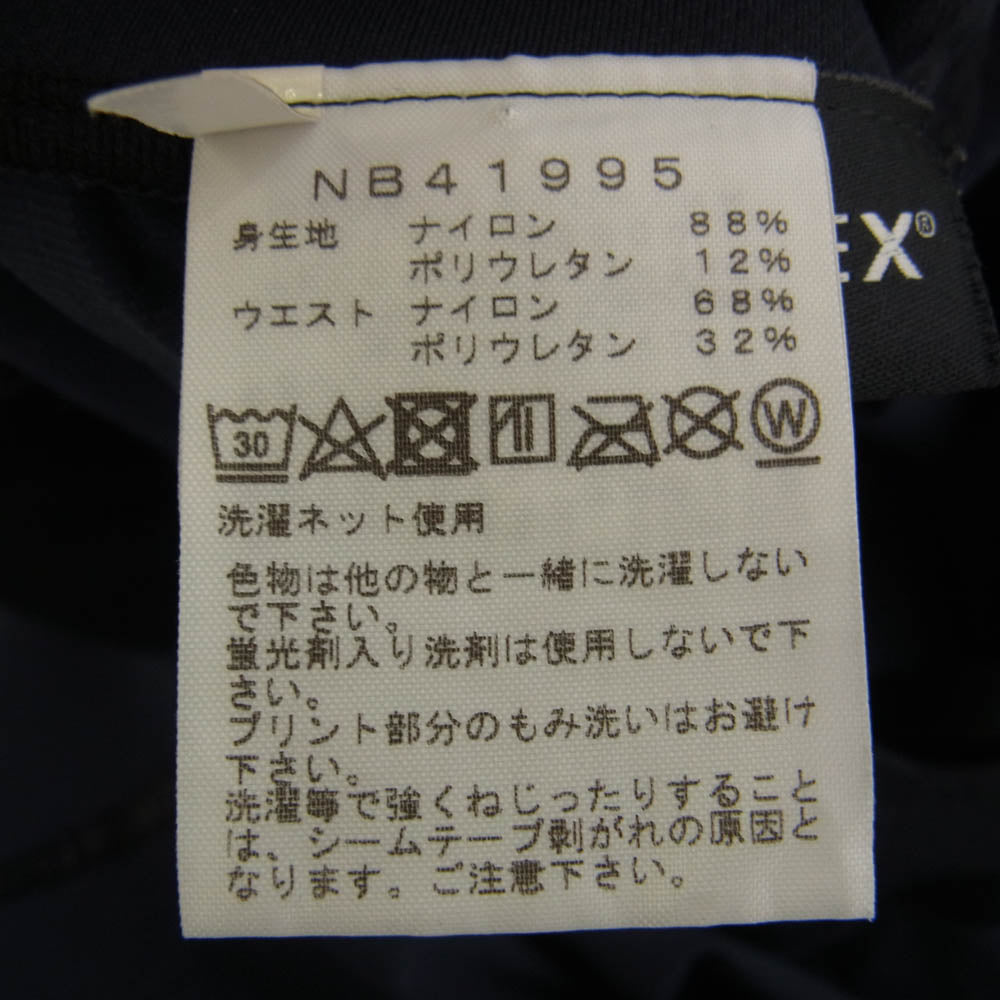 NB41995
身生地 ナイロン 88%
ポリウレタン 12%
ウエスト ナイロン 68%
ポリウレタン 32%
EX®
30 W
洗濯ネット使用
色物は他の物と一緒に洗濯しない
で下さい。
蛍光剤入り洗剤は使用しないで下
さい。
プリント部分のもみ洗いはお避け
下さい。
洗濯等で強くねじったりすること
は、シームテープ剥がれの原因と
なります。ご注意下さい。